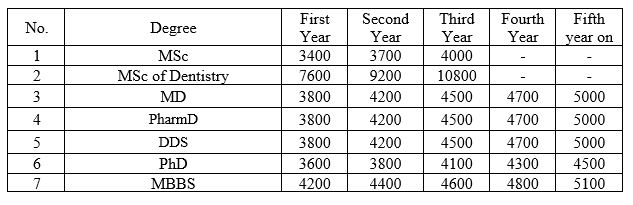 No. Degree First Year Second Year Third Year Fourth Year Fifth year on
1 MSc 3400 3700 4000 - -
2 MSc of Dentistry 7600 9200 10800 - -
3 MD 3800 4200 4500 4700 5000
4 PharmD 3800 4200 4500 4700 5000
5 DDS 3800 4200 4500 4700 5000
6 PhD 3600 3800 4100 4300 4500
7 MBBS 4200 4400 4600 4800 5100